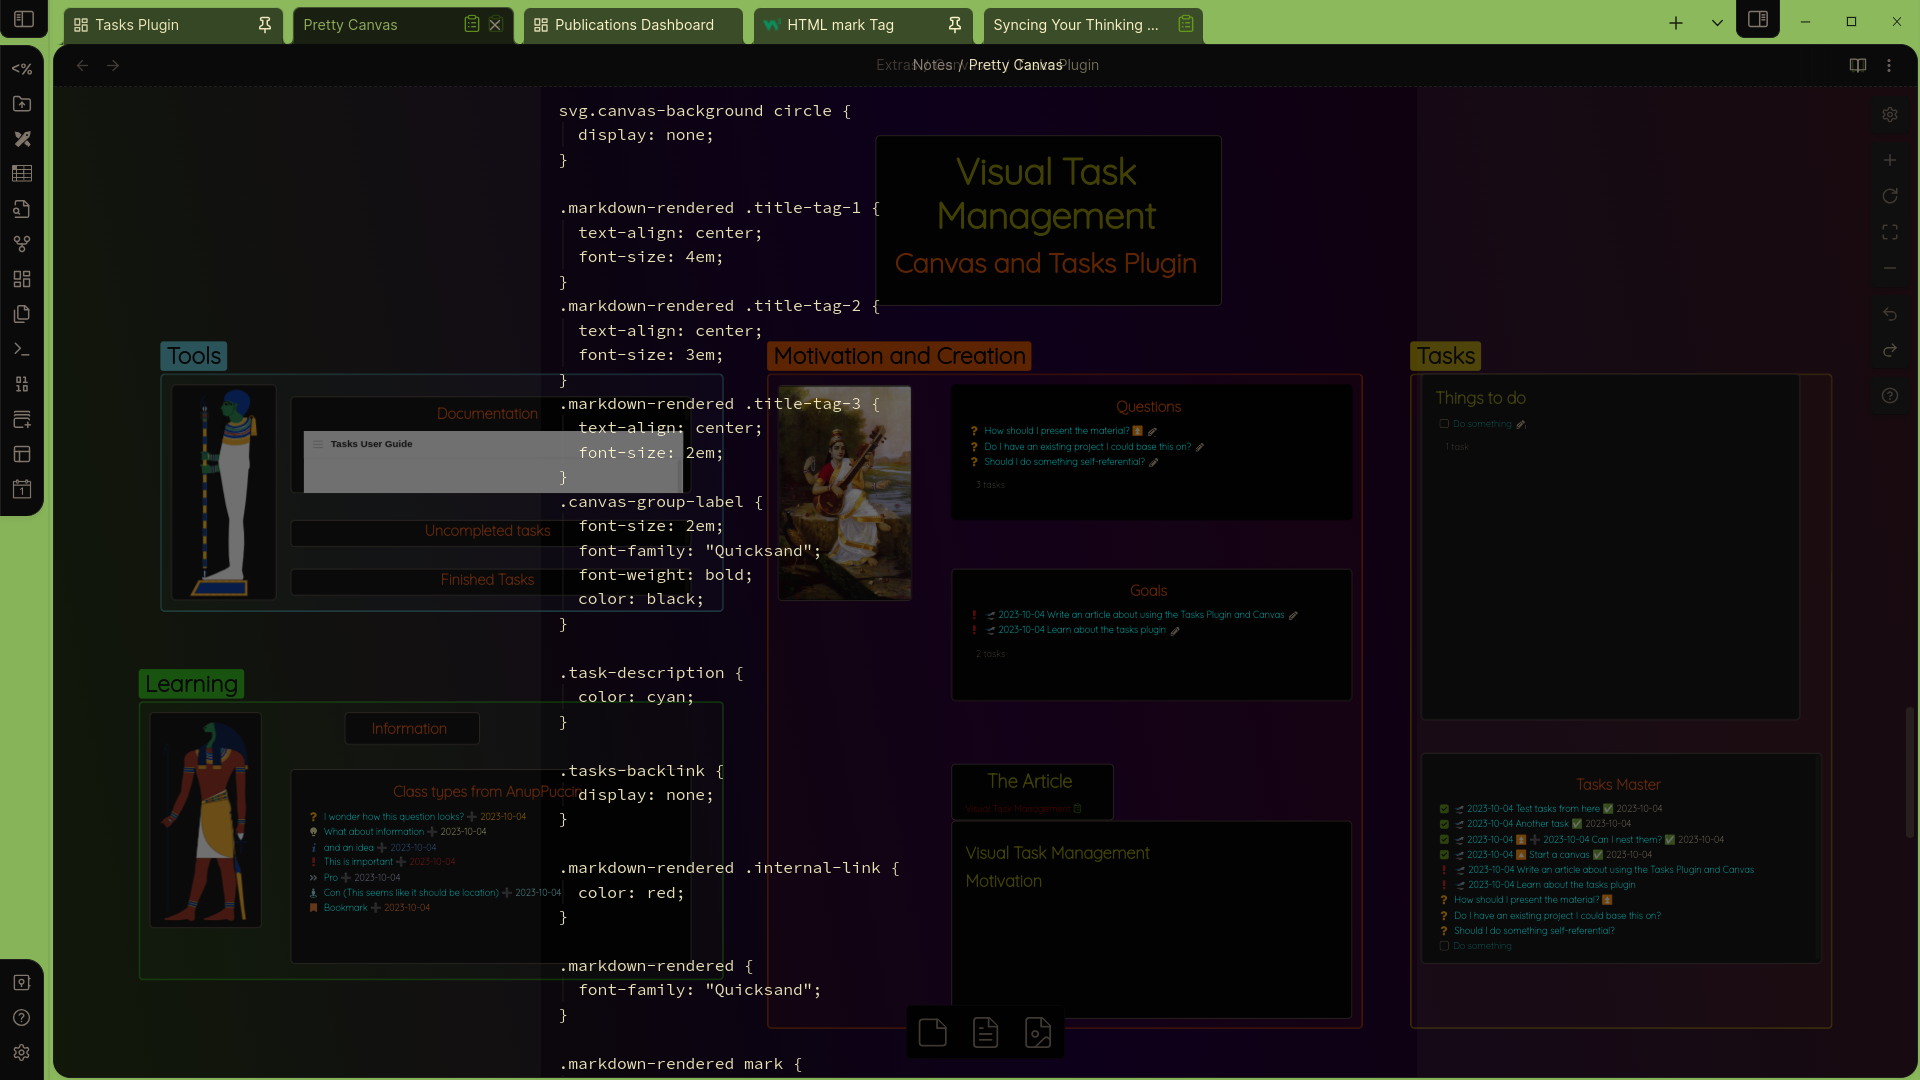 Tasks Plugin
Pretty Canvas
Publications Dashboard
HTML mark Tag
Syncing Your Thinking ...
Notes / Pretty Canvas
Plugin
<%
1
svg.canvas-background circle {
display: none;
}
.markdown-rendered .title-tag-1 {
text-align: center;
font-size: 4em;
}
.markdown-rendered .title-tag-2 {
text-align: center;
font-size: 3em;
}
.markdown-rendered .title-tag-3 {
text-align: center;
font-size: 2em;
}
.canvas-group-label {
font-size: 2em;
font-family: "Quicksand";
font-weight: bold;
color: black;
}
.task-description {
color: cyan;
}
.tasks-backlink {
display: none;
}
.markdown-rendered .internal-link {
color: red;
}
.markdown-rendered {
font-family: "Quicksand";
}
.markdown-rendered mark {
Visual Task
Management
Canvas and Tasks Plugin
Tools
Documentation
Tasks User Guide
Uncompleted tasks
Finished Tasks
Learning
Information
Class types from AnupPuccin
I wonder how this question looks? ➕ 2023-10-04
What about information ➕ 2023-10-04
and an idea ➕ 2023-10-04
This is important ➕ 2023-10-04
Pro ➕ 2023-10-04
Con (This seems like it should be location) ➕ 2023-10-04
Bookmark ➕ 2023-10-04
Motivation and Creation
Questions
How should I present the material?
Do I have an existing project I could base this on?
Should I do something self-referential?
3 tasks
Goals
2023-10-04 Write an article about using the Tasks Plugin and Canvas
2023-10-04 Learn about the tasks plugin
2 tasks
The Article
Visual Task Management
Visual Task Management
Motivation
Tasks
Things to do
Do something
1 task
Tasks Master
2023-10-04 Test tasks from here ✅ 2023-10-04
2023-10-04 Another task ✅ 2023-10-04
2023-10-04 ➕ 2023-10-04 Can I nest them? ✅ 2023-10-04
2023-10-04 Start a canvas ✅ 2023-10-04
2023-10-04 Write an article about using the Tasks Plugin and Canvas
2023-10-04 Learn about the tasks plugin
How should I present the material?
Do I have an existing project I could base this on?
Should I do something self-referential?
Do something